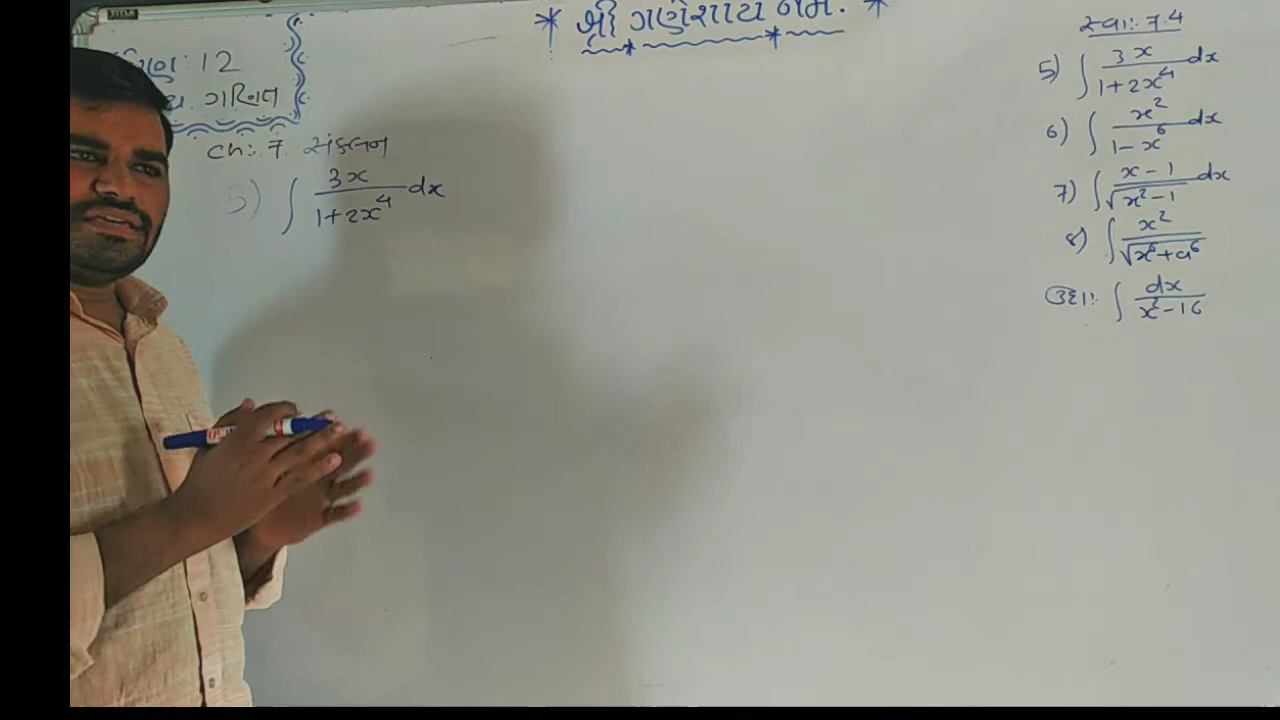 * શ્રી ગણેશાય નમ: *
12
ગણિત
ch: 7. સંકલન
5) ∫ 3x / 1+2x⁴ dx
સ્વા: 7.4
5) ∫ 3x / 1+2x⁴ dx
6) ∫ x² / 1-x⁶ dx
7) ∫ x-1 / √x²-1 dx
8) ∫ x² / √x⁶+a⁶
ઉદા: ∫ dx / x²-16